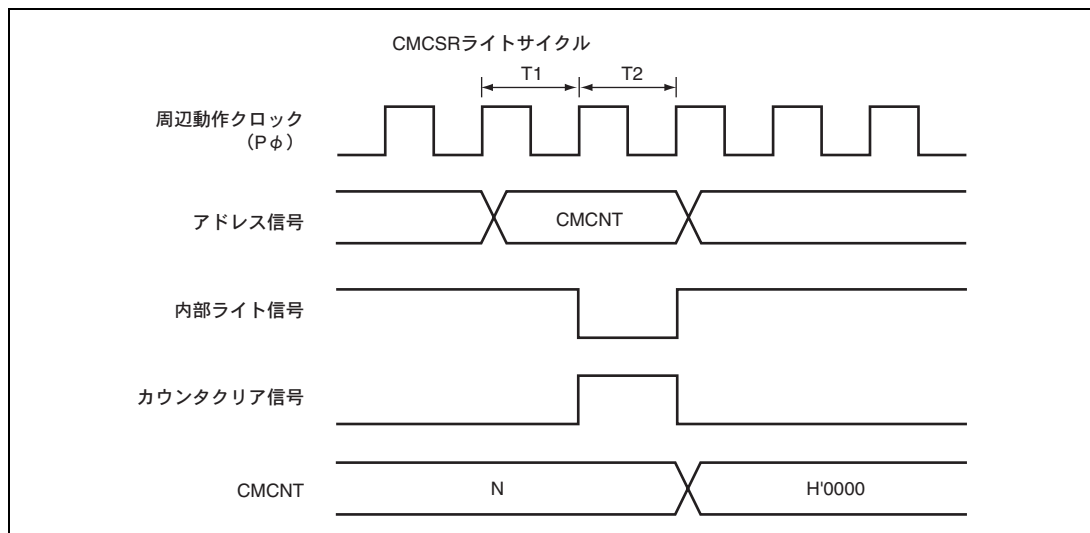 CMCSRライトサイクル
T1 T2
周辺動作クロック
（Pφ）
アドレス信号 CMCNT
内部ライト信号
カウンタクリア信号
CMCNT N H'0000